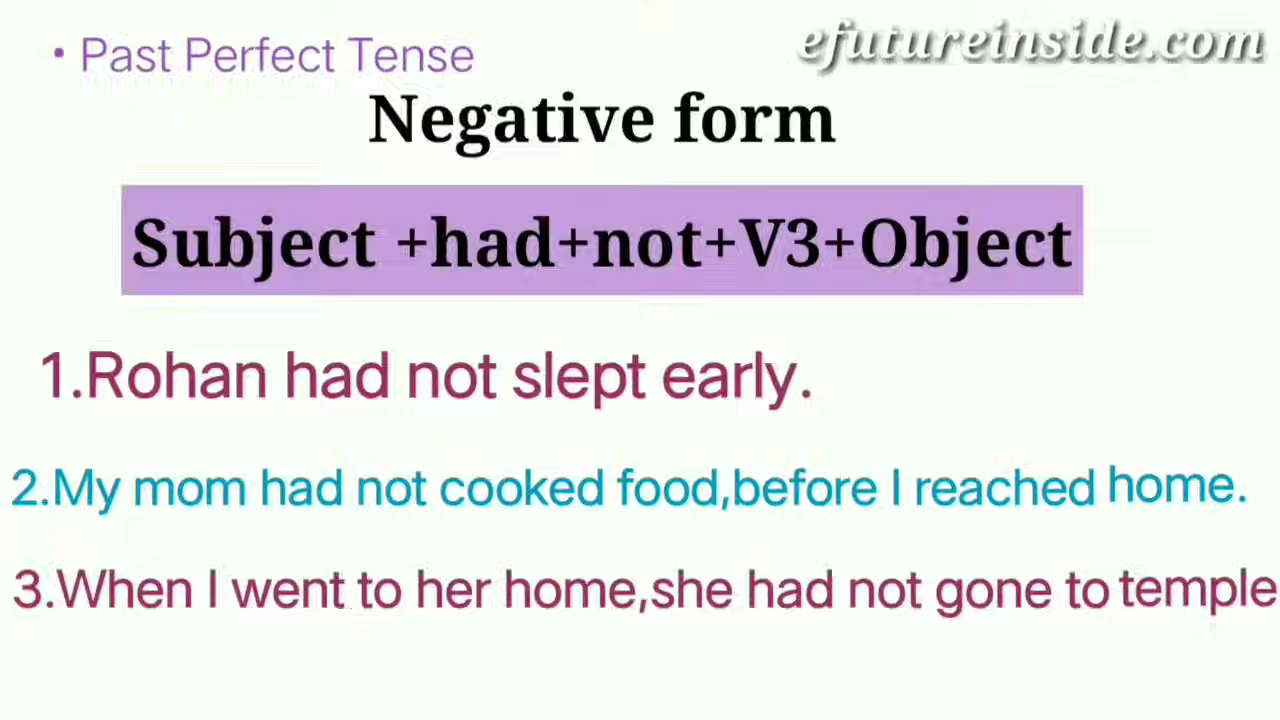 • Past Perfect Tense
efutureinside.com
Negative form
Subject +had+not+V3+Object
1.Rohan had not slept early.
2.My mom had not cooked food,before I reached home.
3.When I went to her home,she had not gone to temple